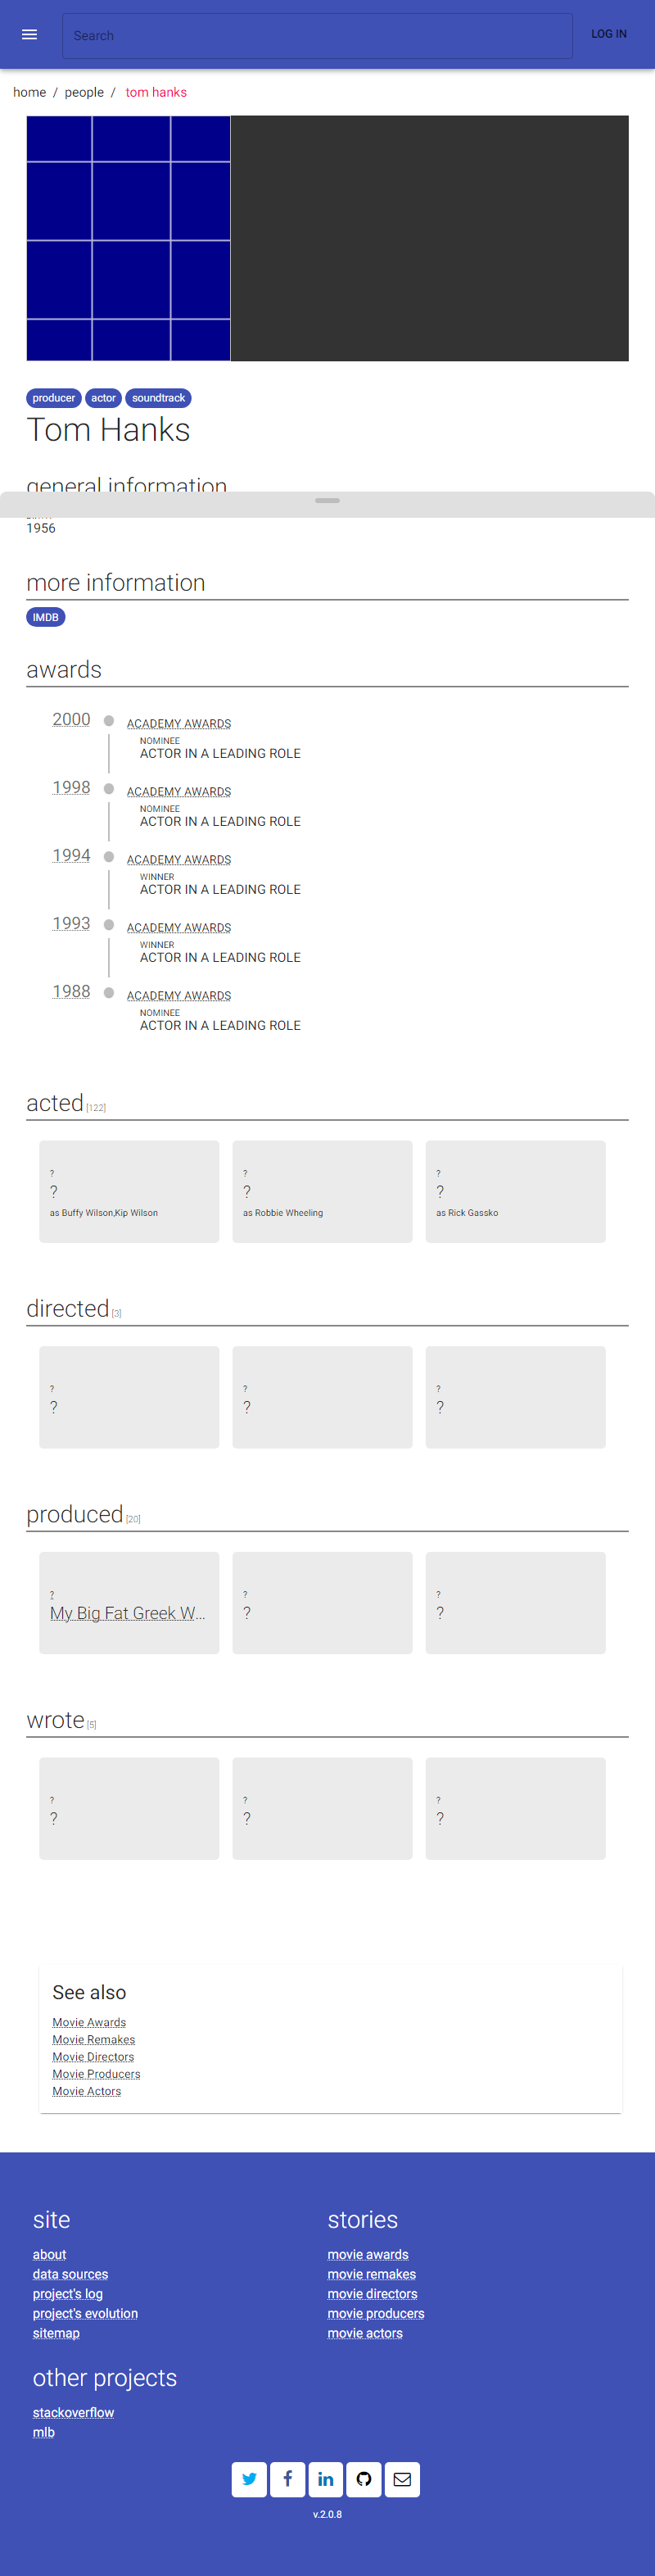 Search
LOG IN
home / people / tom hanks
producer actor soundtrack
Tom Hanks
general information
1956
more information
IMDB
awards
2000
ACADEMY AWARDS
NOMINEE
ACTOR IN A LEADING ROLE
1998
ACADEMY AWARDS
NOMINEE
ACTOR IN A LEADING ROLE
1994
ACADEMY AWARDS
WINNER
ACTOR IN A LEADING ROLE
1993
ACADEMY AWARDS
WINNER
ACTOR IN A LEADING ROLE
1988
ACADEMY AWARDS
NOMINEE
ACTOR IN A LEADING ROLE
acted [122]
?
?
as Buffy Wilson,Kip Wilson
?
?
as Robbie Wheeling
?
?
as Rick Gassko
directed [3]
?
?
?
?
?
?
produced [20]
?
My Big Fat Greek W...
?
?
?
?
wrote [5]
?
?
?
?
?
?
See also
Movie Awards
Movie Remakes
Movie Directors
Movie Producers
Movie Actors
site
about
data sources
project's log
project's evolution
sitemap
stories
movie awards
movie remakes
movie directors
movie producers
movie actors
other projects
stackoverflow
mlb
v.2.0.8